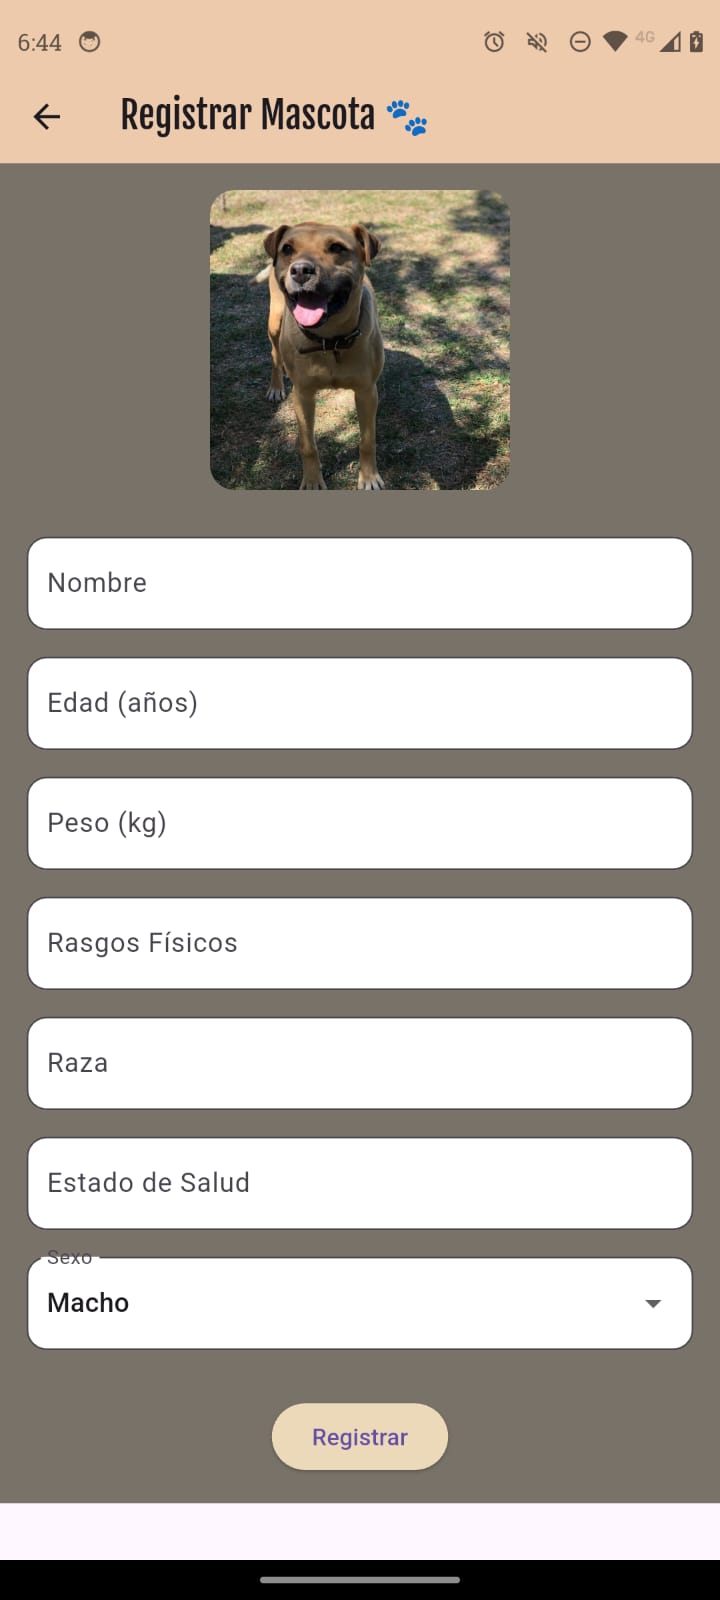 6:44
4G
Registrar Mascota 🐾
Nombre
Edad (años)
Peso (kg)
Rasgos Físicos
Raza
Estado de Salud
Sexo
Macho
Registrar